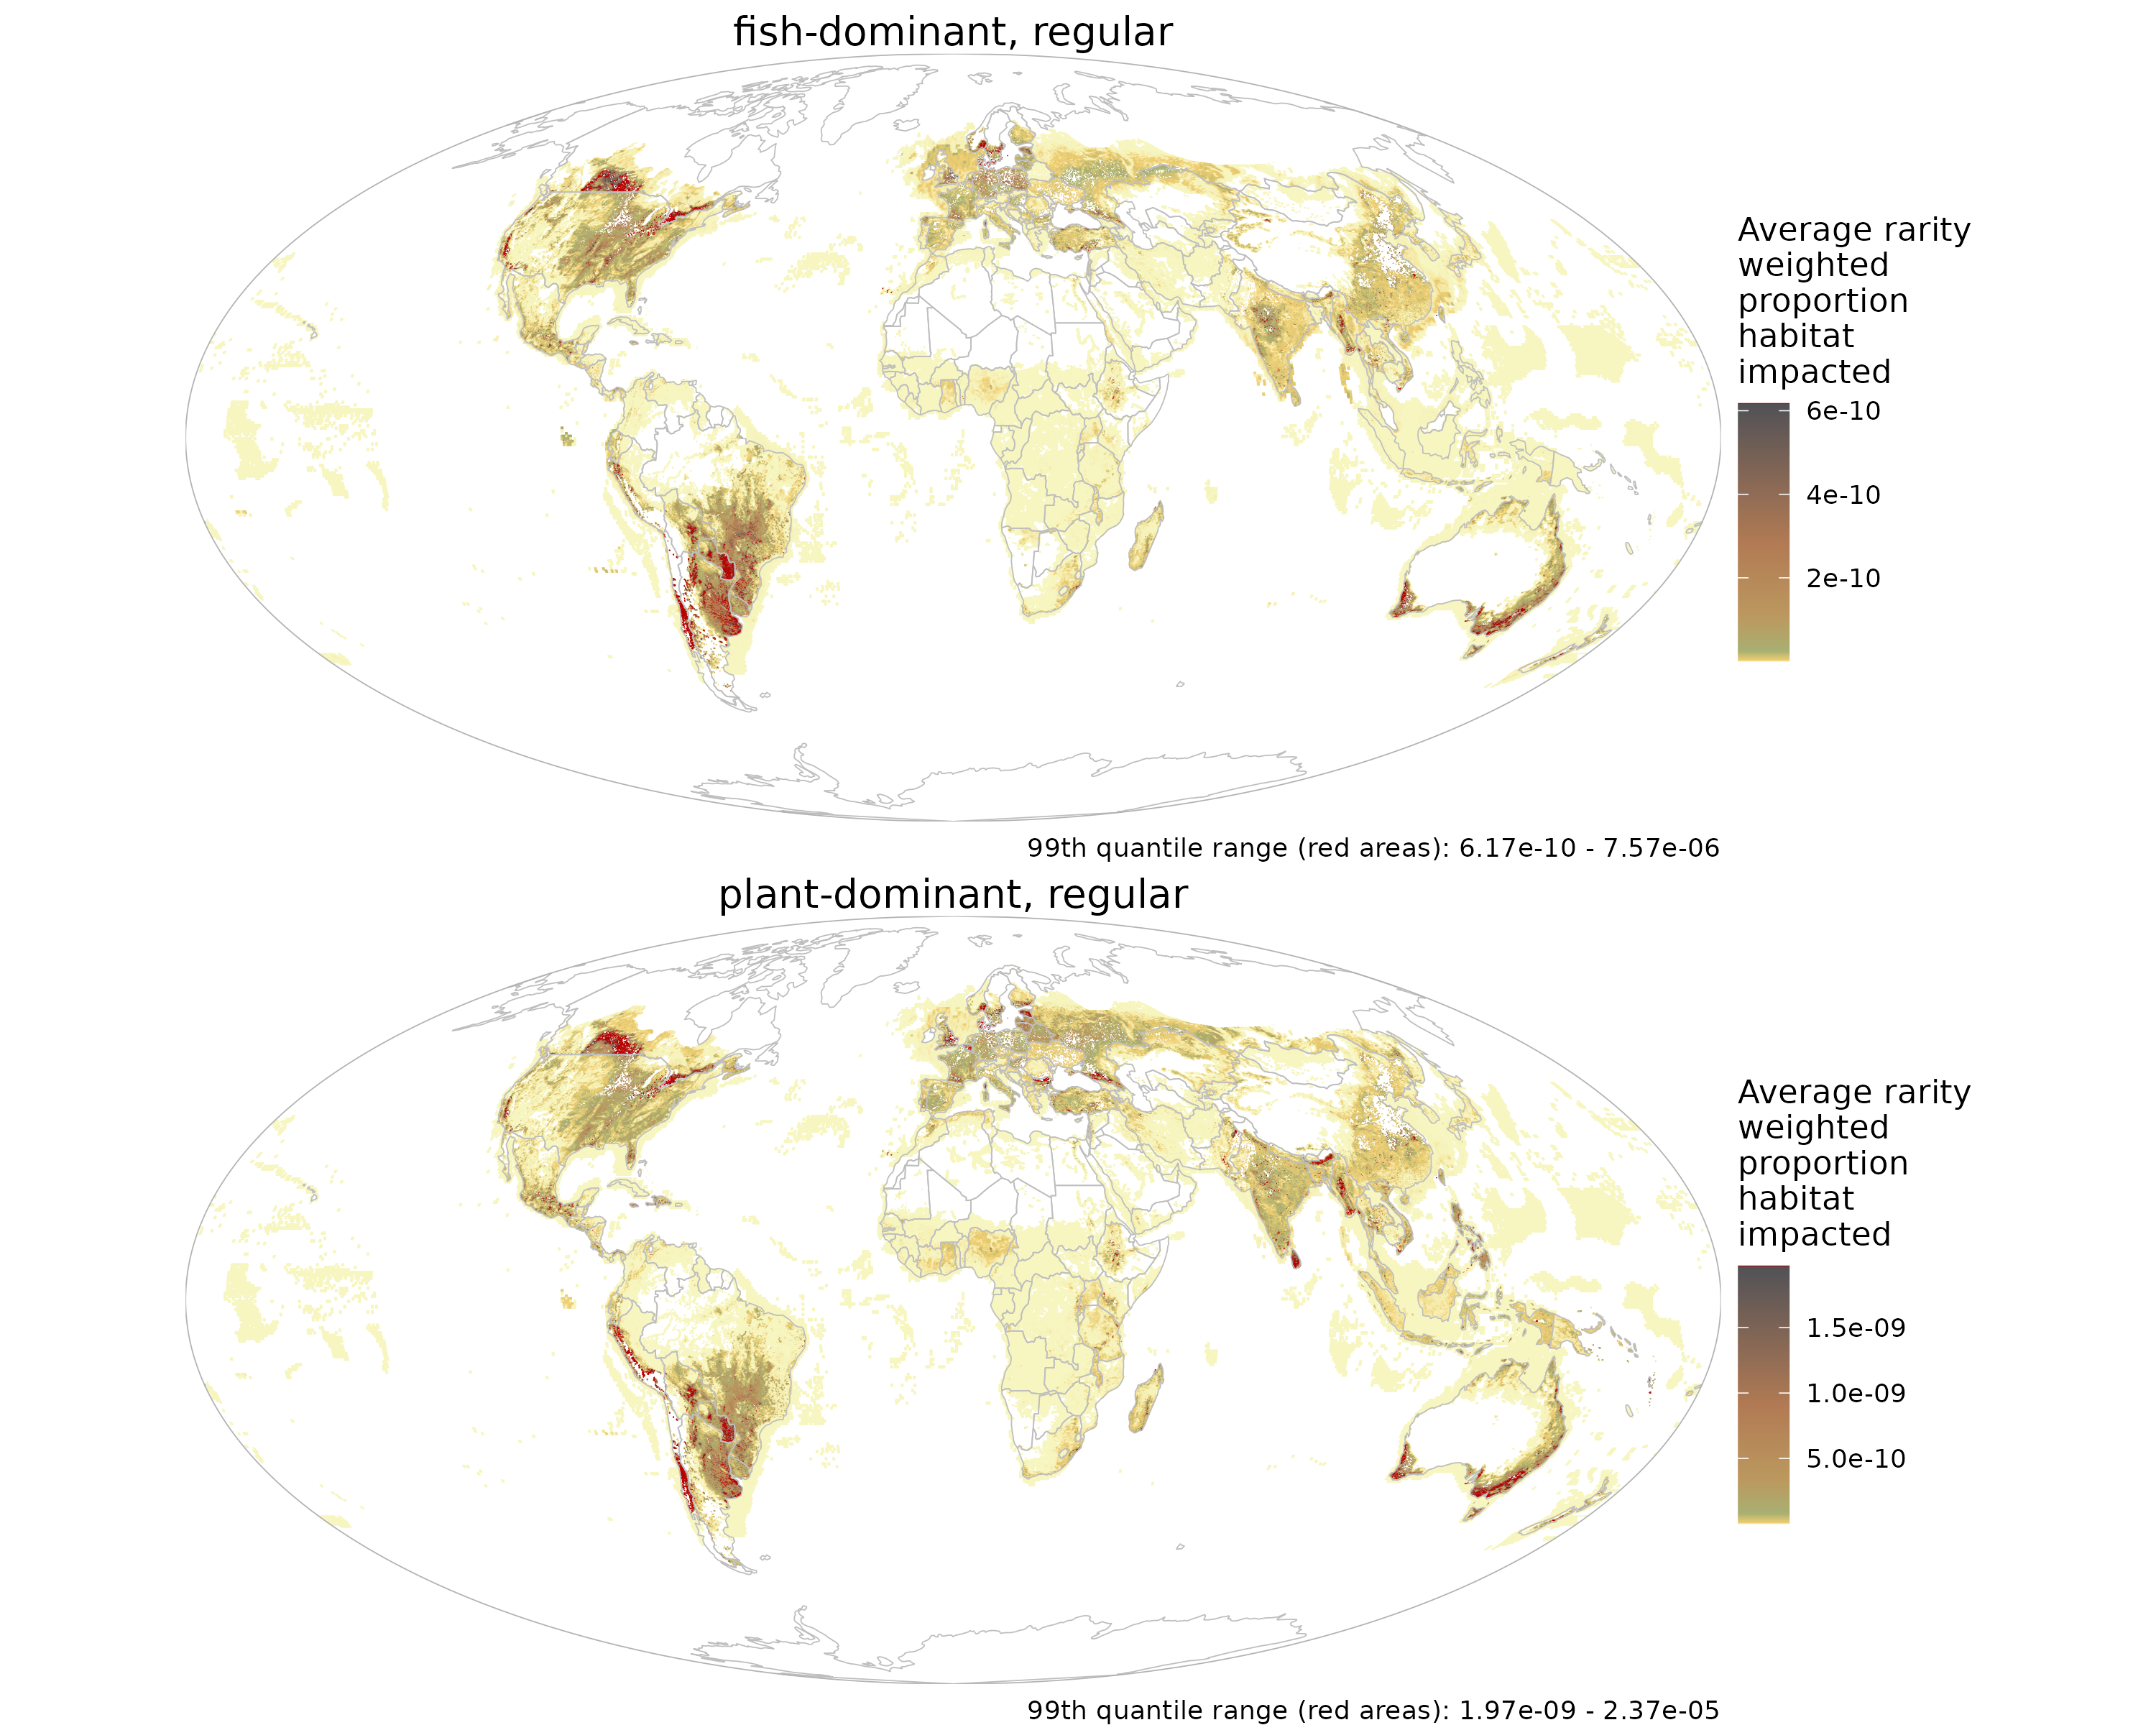 fish-dominant, regular
Average rarity
weighted
proportion
habitat
impacted
6e-10
4e-10
2e-10
99th quantile range (red areas): 6.17e-10 - 7.57e-06
plant-dominant, regular
Average rarity
weighted
proportion
habitat
impacted
1.5e-09
1.0e-09
5.0e-10
99th quantile range (red areas): 1.97e-09 - 2.37e-05